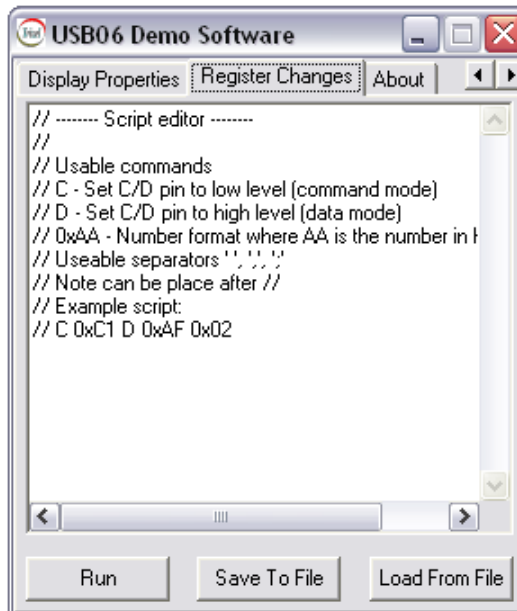 USB06 Demo Software
Display Properties Register Changes About
// -------- Script editor --------
//
// Usable commands
// C - Set C/D pin to low level (command mode)
// D - Set C/D pin to high level (data mode)
// 0xAA - Number format where AA is the number in
// Useable separators ' ', ',', ';'
// Note can be place after //
// Example script:
// C 0xC1 D 0xAF 0x02
Run Save To File Load From File